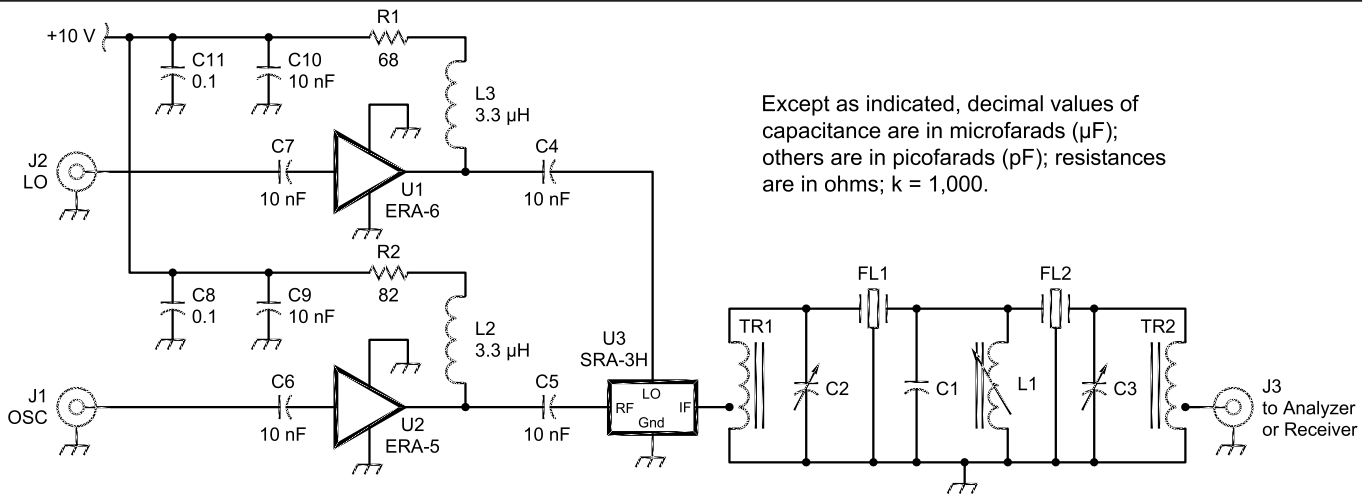 +10 V
C11
0.1
C10
10 nF
R1
68
L3
3.3 µH
Except as indicated, decimal values of
capacitance are in microfarads (µF);
others are in picofarads (pF); resistances
are in ohms; k = 1,000.
J2
LO
C7
10 nF
U1
ERA-6
C4
10 nF
R2
82
C8
0.1
C9
10 nF
L2
3.3 µH
J1
OSC
C6
10 nF
U2
ERA-5
C5
10 nF
U3
SRA-3H
LO
RF
IF
Gnd
TR1
C2
FL1
C1
L1
FL2
C3
TR2
J3
to Analyzer
or Receiver